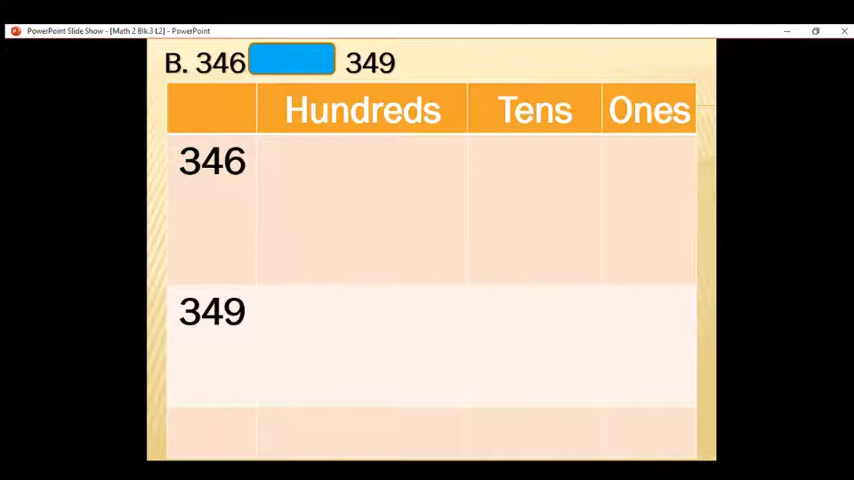 PowerPoint Slide Show - [Math 2 Blk.3 L2] - PowerPoint
B. 346 349
Hundreds Tens Ones
346
349